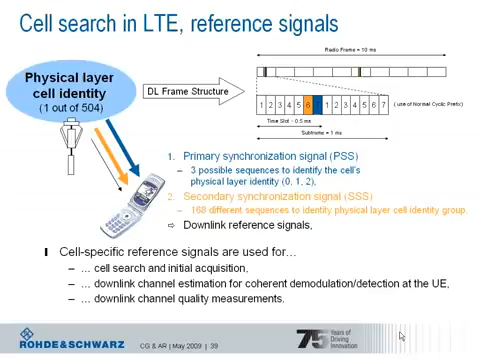 Cell search in LTE, reference signals
Radio Frame = 10 ms
Physical layer
cell identity
(1 out of 504)
DL Frame Structure
1 2 3 4 5 6 7 1 2 3 4 5 6 7
( use of Normal Cyclic Prefix)
Time Slot = 0.5 ms
Subframe = 1 ms
1. Primary synchronization signal (PSS)
– 3 possible sequences to identify the cell's
physical layer identity (0, 1, 2),
2. Secondary synchronization signal (SSS)
– 168 different sequences to identify physical layer cell identity group.
⇨ Downlink reference signals,
Cell-specific reference signals are used for…
– … cell search and initial acquisition,
– … downlink channel estimation for coherent demodulation/detection at the UE,
– … downlink channel quality measurements.
ROHDE&SCHWARZ
CG & AR | May 2009 | 39
75 Years of
Driving
Innovation